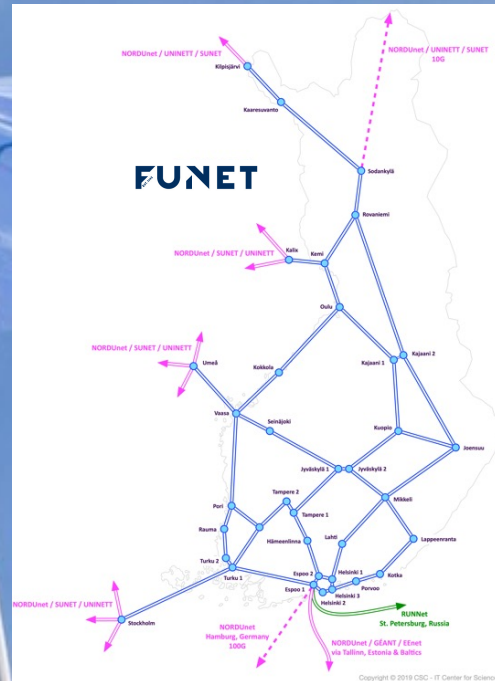 NORDUnet / UNINETT / SUNET
NORDUnet / UNINETT / SUNET
10G
Kilpisjärvi
Kaaresuvanto
FUNET
Sodankylä
Rovaniemi
Kalix
Kemi
NORDUnet / SUNET / UNINETT
Oulu
NORDUnet / SUNET / UNINETT
Umeå
Kajaani 2
Kajaani 1
Kokkola
Vaasa
Seinäjoki
Kuopio
Joensuu
Jyväskylä 1
Jyväskylä 2
Tampere 2
Mikkeli
Pori
Tampere 1
Rauma
Hämeenlinna
Lahti
Lappeenranta
Turku 2
Turku 1
Espoo 2
Helsinki 1
Kotka
Espoo 1
Porvoo
Helsinki 3
Helsinki 2
NORDUnet / SUNET / UNINETT
Stockholm
RUNNet
St. Petersburg, Russia
NORDUnet
Hamburg, Germany
100G
NORDUnet / GÉANT / EEnet
via Tallinn, Estonia & Baltics
Copyright © 2019 CSC - IT Center for Science